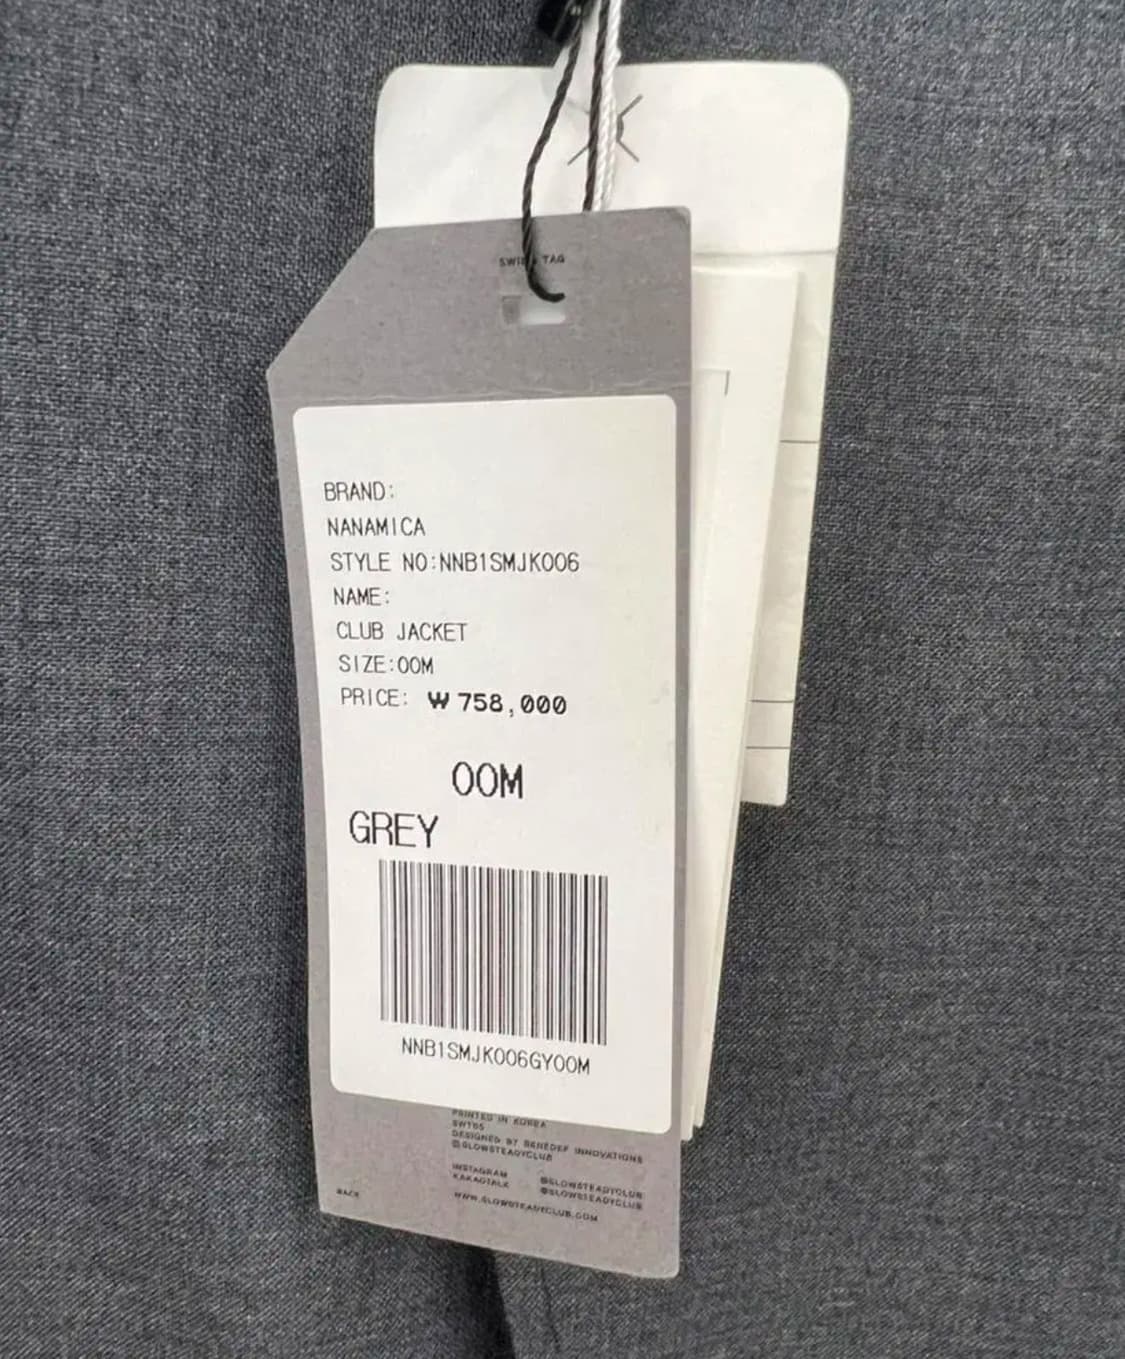 TAG
BRAND:
NANAMICA
STYLE NO:NNB1SMJK006
NAME:
CLUB JACKET
SIZE:00M
PRICE: ₩ 758,000
00M
GREY
NNB1SMJK006GY00M
PRINTED IN KOREA
DESIGNED BY BENEDEF INNOVATIONS
@SLOWSTEADYCLUB
INSTAGRAM @SLOWSTEADYCLUB
KAKAOTALK @SLOWSTEADYCLUB
WWW.SLOWSTEADYCLUB.COM
BACK